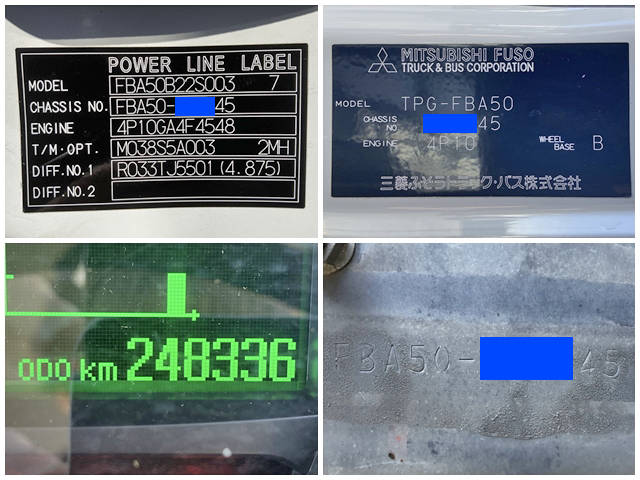 POWER LINE LABEL
MODEL FBA50B22S003 7
CHASSIS NO. FBA50- 45
ENGINE 4P10GA4F4548
T/M・OPT. M038S5A003 2MH
DIFF.NO.1 R033TJ5501(4.875)
DIFF.NO.2
MITSUBISHI FUSO
TRUCK & BUS CORPORATION
MODEL TPG-FBA50
CHASSIS NO 45
ENGINE 4P10 WHEEL BASE B
三菱ふそうトラック・バス株式会社
ODO km 248336
FBA50- 45